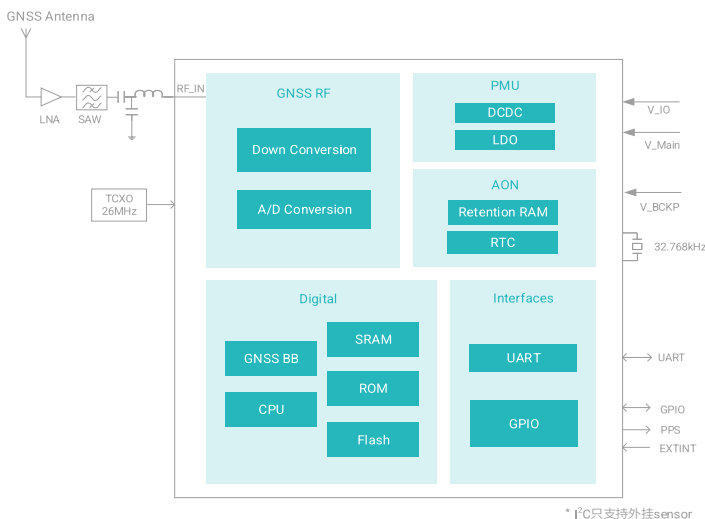 GNSS Antenna
LNA
SAW
RF_IN
TCXO
26MHz
GNSS RF
Down Conversion
A/D Conversion
PMU
DCDC
LDO
AON
Retention RAM
RTC
V_IO
V_Main
V_BCKP
32.768kHz
Digital
GNSS BB
CPU
SRAM
ROM
Flash
Interfaces
UART
GPIO
UART
GPIO
PPS
EXTINT
* I²C只支持外挂sensor